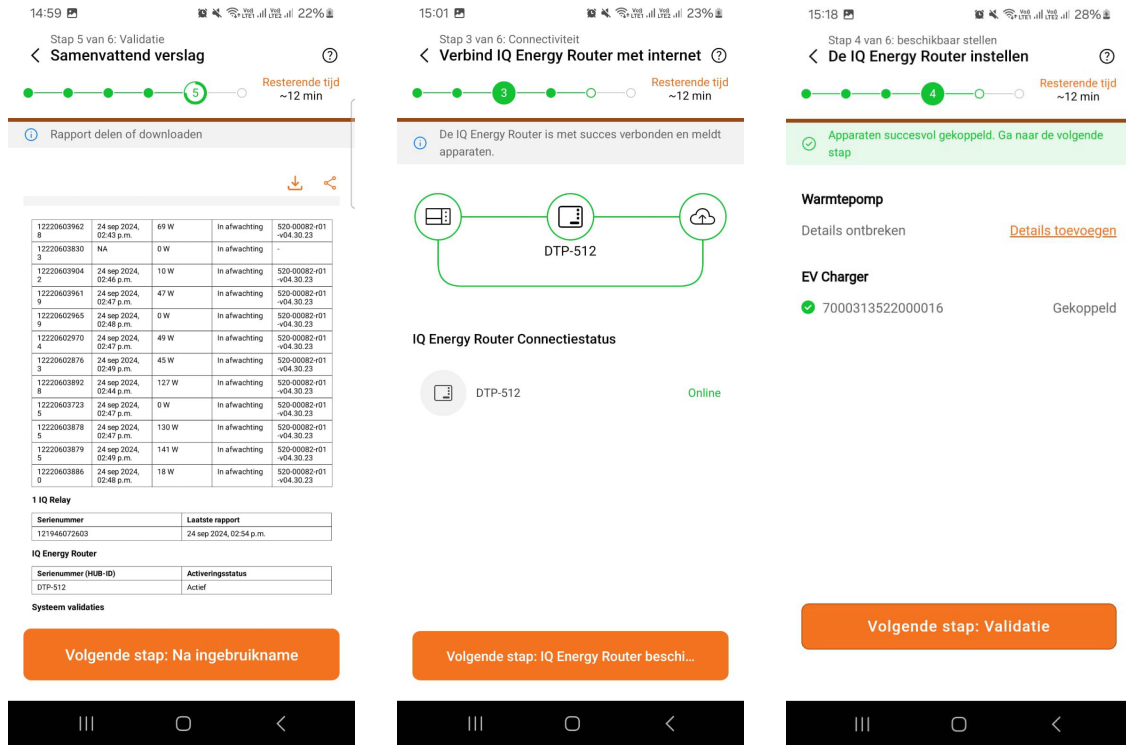 14:59
22%
Stap 5 van 6: Validatie
Samenvattend verslag
5
Resterende tijd
~12 min
Rapport delen of downloaden
12220603962 24 sep 2024, 69 W In afwachting 520-00082-r01
8 02:43 p.m. -v04.30.23
12220603830 NA 0 W In afwachting -
3
12220603904 24 sep 2024, 10 W In afwachting 520-00082-r01
2 02:46 p.m. -v04.30.23
12220603961 24 sep 2024, 47 W In afwachting 520-00082-r01
9 02:47 p.m. -v04.30.23
12220602965 24 sep 2024, 0 W In afwachting 520-00082-r01
9 02:48 p.m. -v04.30.23
12220602970 24 sep 2024, 49 W In afwachting 520-00082-r01
4 02:47 p.m. -v04.30.23
12220602876 24 sep 2024, 45 W In afwachting 520-00082-r01
3 02:49 p.m. -v04.30.23
12220603892 24 sep 2024, 127 W In afwachting 520-00082-r01
8 02:44 p.m. -v04.30.23
12220603723 24 sep 2024, 0 W In afwachting 520-00082-r01
5 02:47 p.m. -v04.30.23
12220603878 24 sep 2024, 130 W In afwachting 520-00082-r01
5 02:47 p.m. -v04.30.23
12220603879 24 sep 2024, 141 W In afwachting 520-00082-r01
5 02:49 p.m. -v04.30.23
12220603886 24 sep 2024, 18 W In afwachting 520-00082-r01
0 02:48 p.m. -v04.30.23
1 IQ Relay
Serienummer Laatste rapport
121946072603 24 sep 2024, 02:54 p.m.
IQ Energy Router
Serienummer (HUB-ID) Activeringsstatus
DTP-512 Actief
Systeem validaties
Volgende stap: Na ingebruikname
15:01
23%
Stap 3 van 6: Connectiviteit
Verbind IQ Energy Router met internet
3
Resterende tijd
~12 min
De IQ Energy Router is met succes verbonden en meldt
apparaten.
DTP-512
IQ Energy Router Connectiestatus
DTP-512 Online
Volgende stap: IQ Energy Router beschi...
15:18
28%
Stap 4 van 6: beschikbaar stellen
De IQ Energy Router instellen
4
Resterende tijd
~12 min
Apparaten succesvol gekoppeld. Ga naar de volgende
stap
Warmtepomp
Details ontbreken Details toevoegen
EV Charger
7000313522000016 Gekoppeld
Volgende stap: Validatie